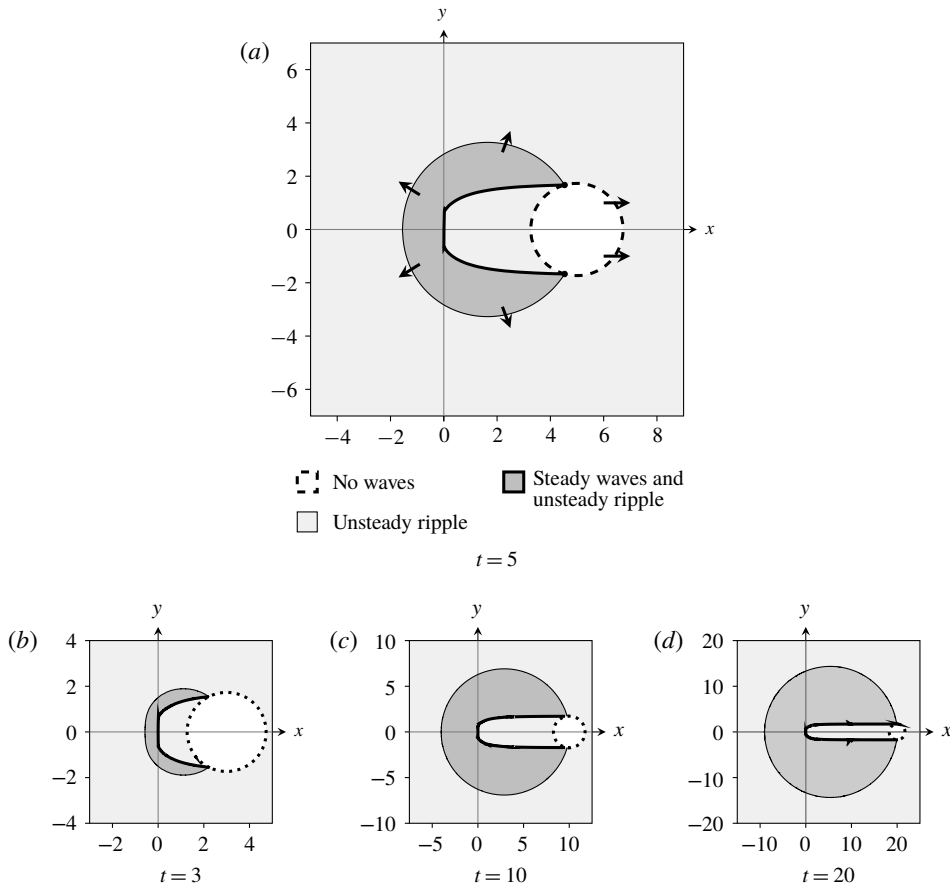 y
(a)
6
4
2
0
−2
−4
−6
x
−4 −2 0 2 4 6 8
No waves
Steady waves and
unsteady ripple
Unsteady ripple
t = 5
(b)
y
4
2
0
−2
−4
x
−2 0 2 4
t = 3
(c)
y
10
5
0
−5
−10
x
−5 0 5 10
t = 10
(d)
y
20
10
0
−10
−20
x
−10 0 10 20
t = 20